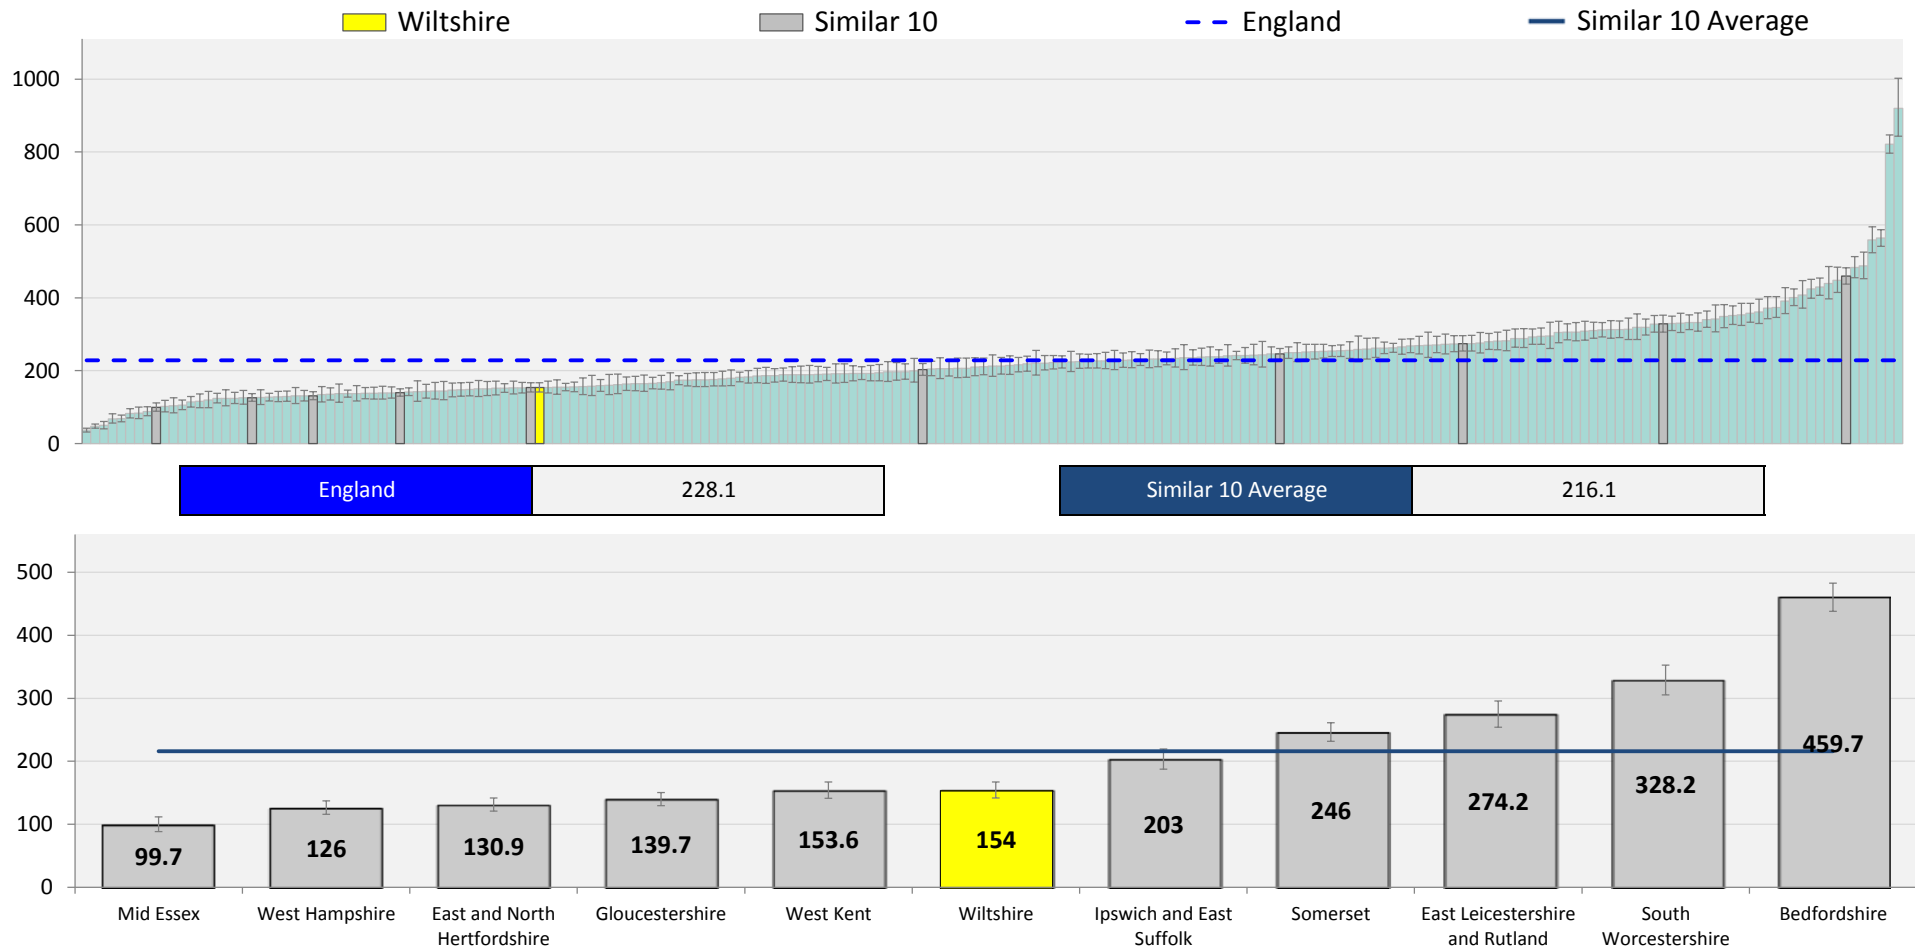 Wiltshire
Similar 10
England
Similar 10 Average
1000
800
600
400
200
0
England
228.1
Similar 10 Average
216.1
500
400
300
200
100
0
99.7
126
130.9
139.7
153.6
154
203
246
274.2
328.2
459.7
Mid Essex
West Hampshire
East and North
Hertfordshire
Gloucestershire
West Kent
Wiltshire
Ipswich and East
Suffolk
Somerset
East Leicestershire
and Rutland
South
Worcestershire
Bedfordshire